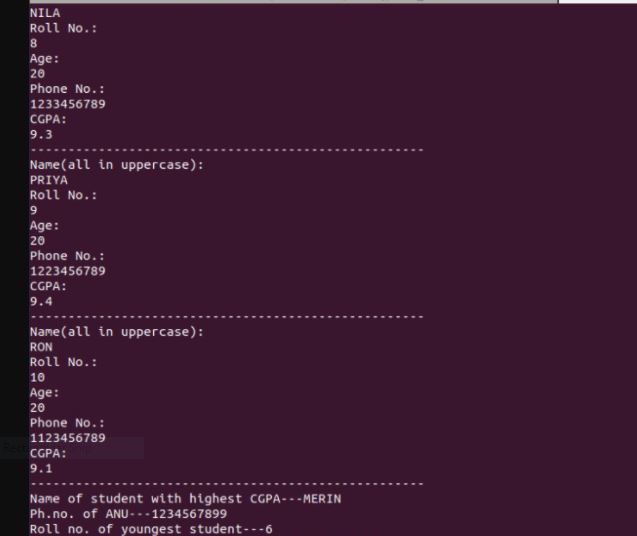 NILA
Roll No.:
8
Age:
20
Phone No.:
1233456789
CGPA:
9.3
----------------------------------------------------
Name(all in uppercase):
PRIYA
Roll No.:
9
Age:
20
Phone No.:
1223456789
CGPA:
9.4
----------------------------------------------------
Name(all in uppercase):
RON
Roll No.:
10
Age:
20
Phone No.:
1123456789
CGPA:
9.1
----------------------------------------------------
Name of student with highest CGPA---MERIN
Ph.no. of ANU---1234567899
Roll no. of youngest student---6